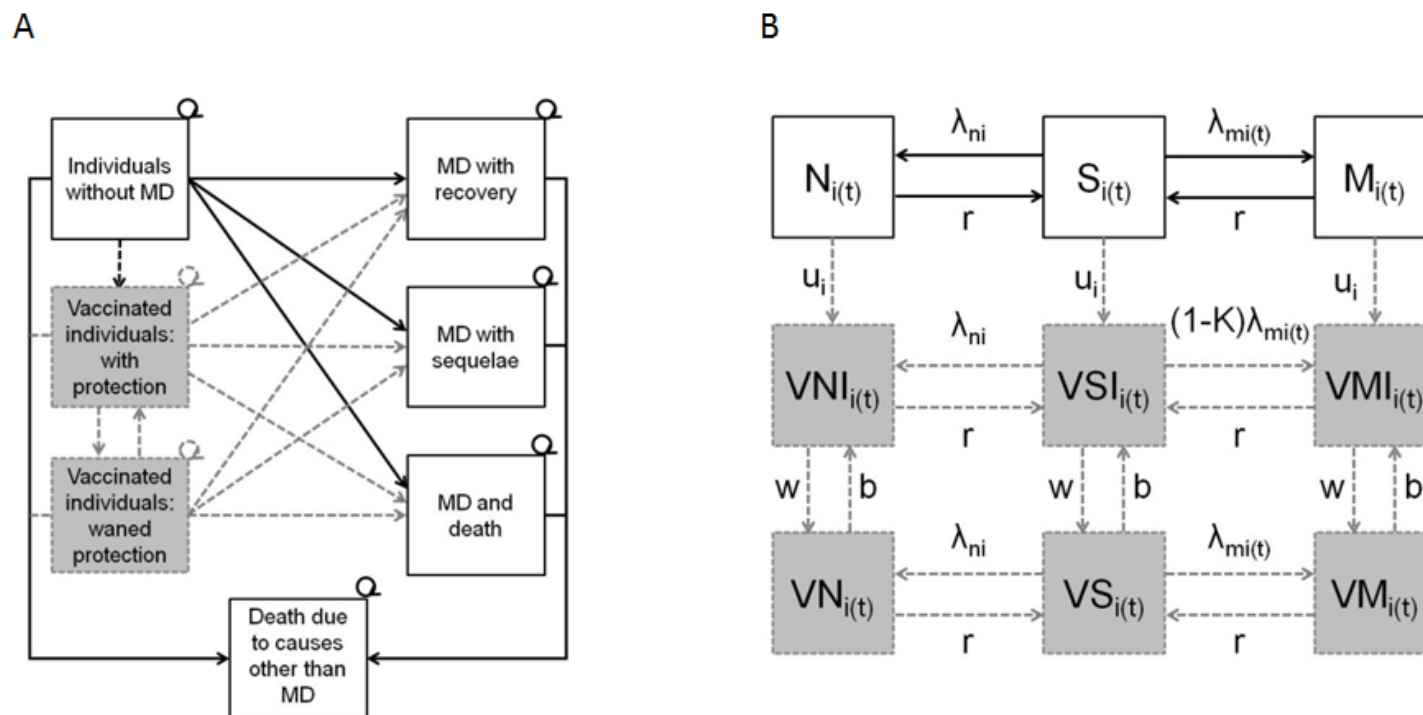 A
Individuals
without MD
MD with
recovery
Vaccinated
individuals:
with
protection
MD with
sequelae
Vaccinated
individuals:
waned
protection
MD and
death
Death due
to causes
other than
MD
B
λni λmi(t)
Ni(t) Si(t) Mi(t)
r r
ui ui ui
λni (1-K)λmi(t)
VNIi(t) VSIi(t) VMIi(t)
r r
w b w b w b
λni λmi(t)
VNi(t) VSi(t) VMi(t)
r r